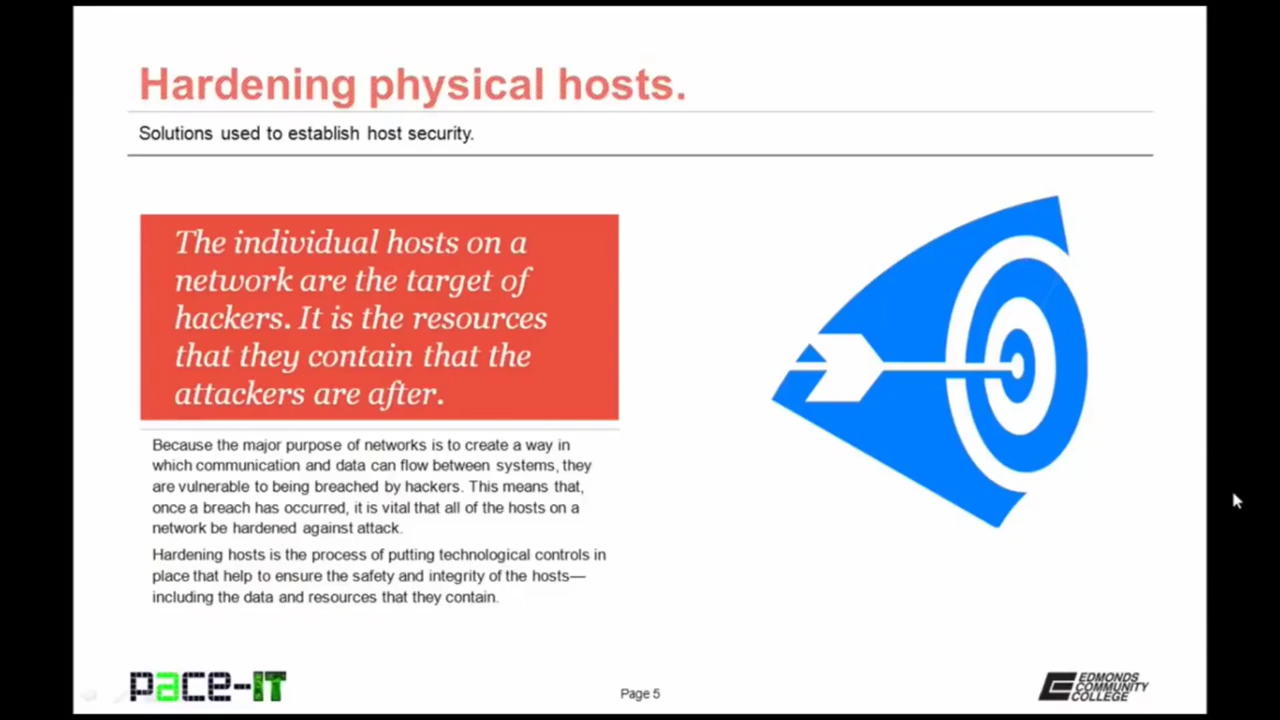 Hardening physical hosts.
Solutions used to establish host security.
The individual hosts on a
network are the target of
hackers. It is the resources
that they contain that the
attackers are after.
Because the major purpose of networks is to create a way in
which communication and data can flow between systems, they
are vulnerable to being breached by hackers. This means that,
once a breach has occurred, it is vital that all of the hosts on a
network be hardened against attack.
Hardening hosts is the process of putting technological controls in
place that help to ensure the safety and integrity of the hosts—
including the data and resources that they contain.
pace-IT
Page 5
EDMONDS
COMMUNITY
COLLEGE